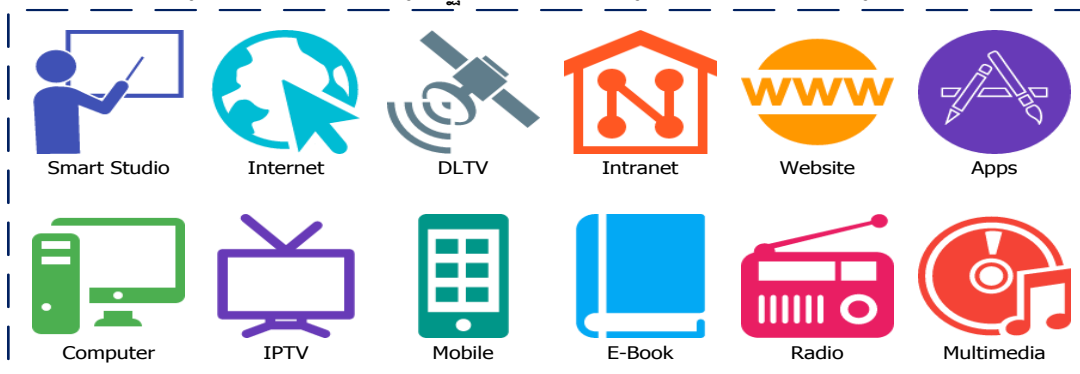 Smart Studio Internet DLTV Intranet Website Apps
WWW
Computer IPTV Mobile E-Book Radio Multimedia